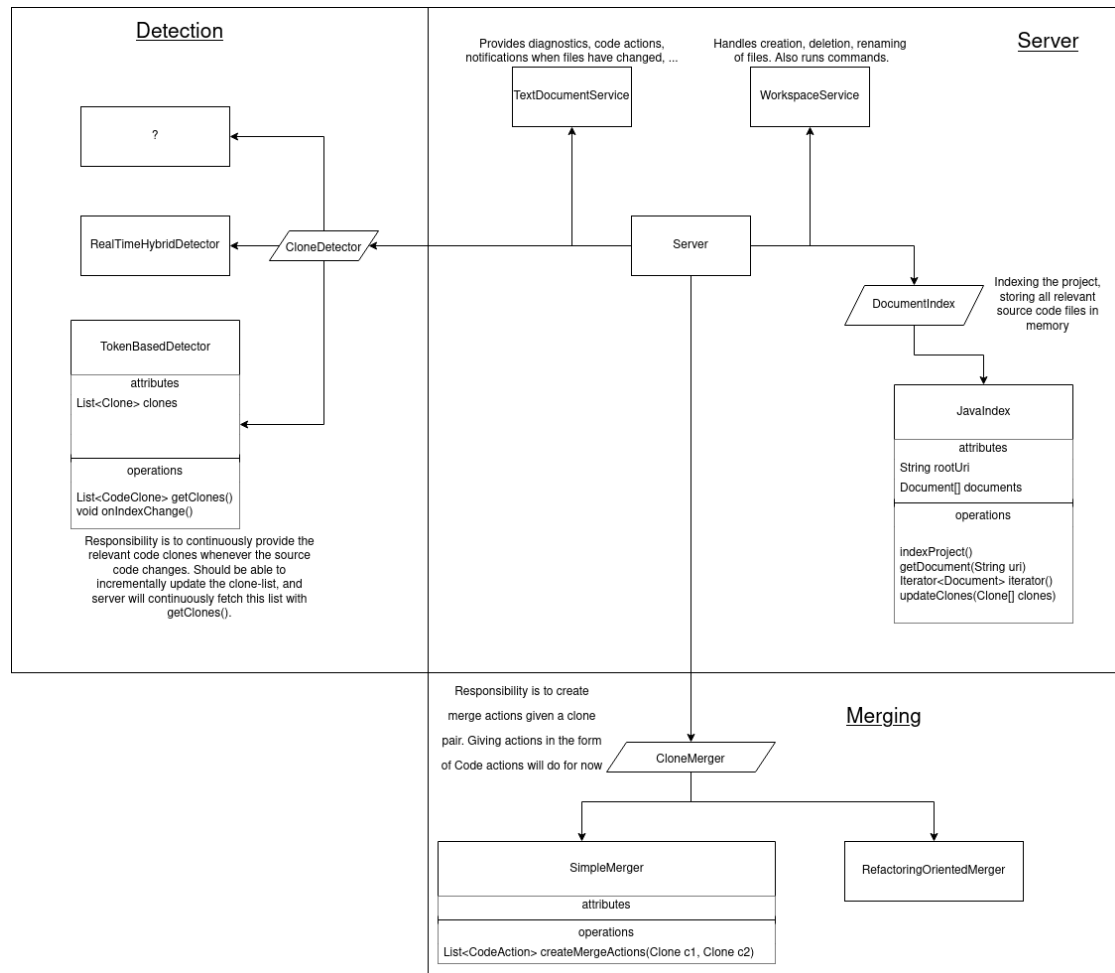 Detection
?
RealTimeHybridDetector
CloneDetector
TokenBasedDetector
attributes
List<Clone> clones
operations
List<CodeClone> getClones()
void onIndexChange()
Responsibility is to continuously provide the
relevant code clones whenever the source
code changes. Should be able to
incrementally update the clone-list, and
server will continuously fetch this list with
getClones().
Server
Provides diagnostics, code actions,
notifications when files have changed, ...
TextDocumentService
Handles creation, deletion, renaming
of files. Also runs commands.
WorkspaceService
Server
DocumentIndex
Indexing the project,
storing all relevant
source code files in
memory
JavaIndex
attributes
String rootUri
Document[] documents
operations
indexProject()
getDocument(String uri)
Iterator<Document> iterator()
updateClones(Clone[] clones)
Merging
Responsibility is to create
merge actions given a clone
pair. Giving actions in the form
of Code actions will do for now
CloneMerger
SimpleMerger
attributes
operations
List<CodeAction> createMergeActions(Clone c1, Clone c2)
RefactoringOrientedMerger